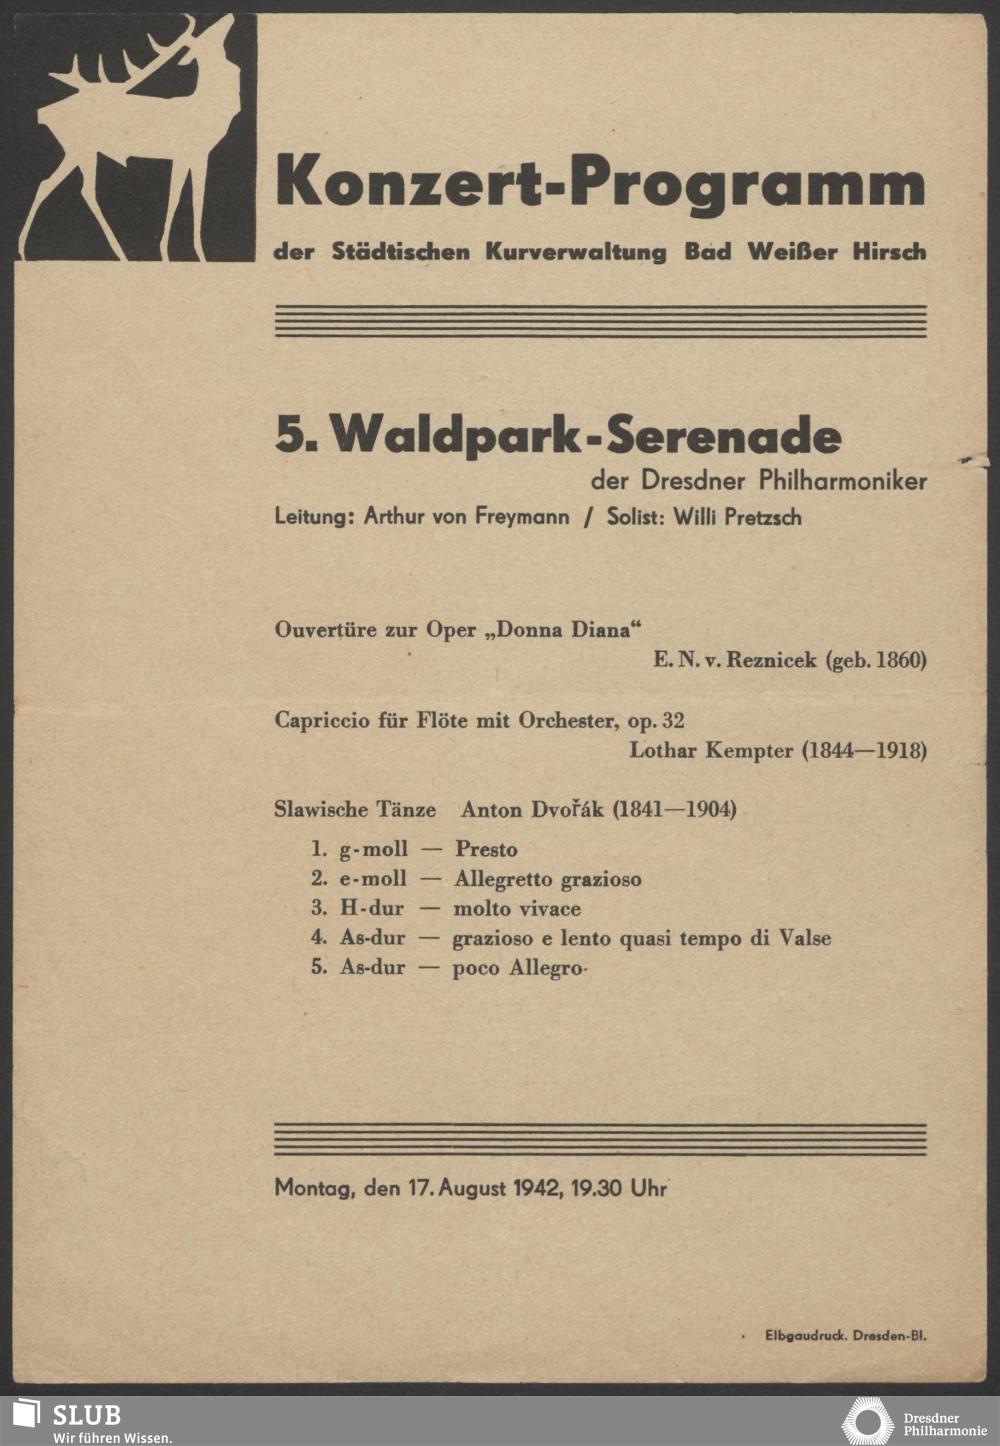 Konzert-Programm
der Städtischen Kurverwaltung Bad Weißer Hirsch
5. Waldpark-Serenade
der Dresdner Philharmoniker
Leitung: Arthur von Freymann / Solist: Willi Pretzsch
Ouvertüre zur Oper „Donna Diana“
E. N. v. Reznicek (geb. 1860)
Capriccio für Flöte mit Orchester, op. 32
Lothar Kempter (1844—1918)
Slawische Tänze Anton Dvořák (1841—1904)
1. g-moll — Presto
2. e-moll — Allegretto grazioso
3. H-dur — molto vivace
4. As-dur — grazioso e lento quasi tempo di Valse
5. As-dur — poco Allegro
Montag, den 17. August 1942, 19.30 Uhr
Elbgaudruck. Dresden-Bl.
SLUB
Wir führen Wissen.
Dresdner
Philharmonie